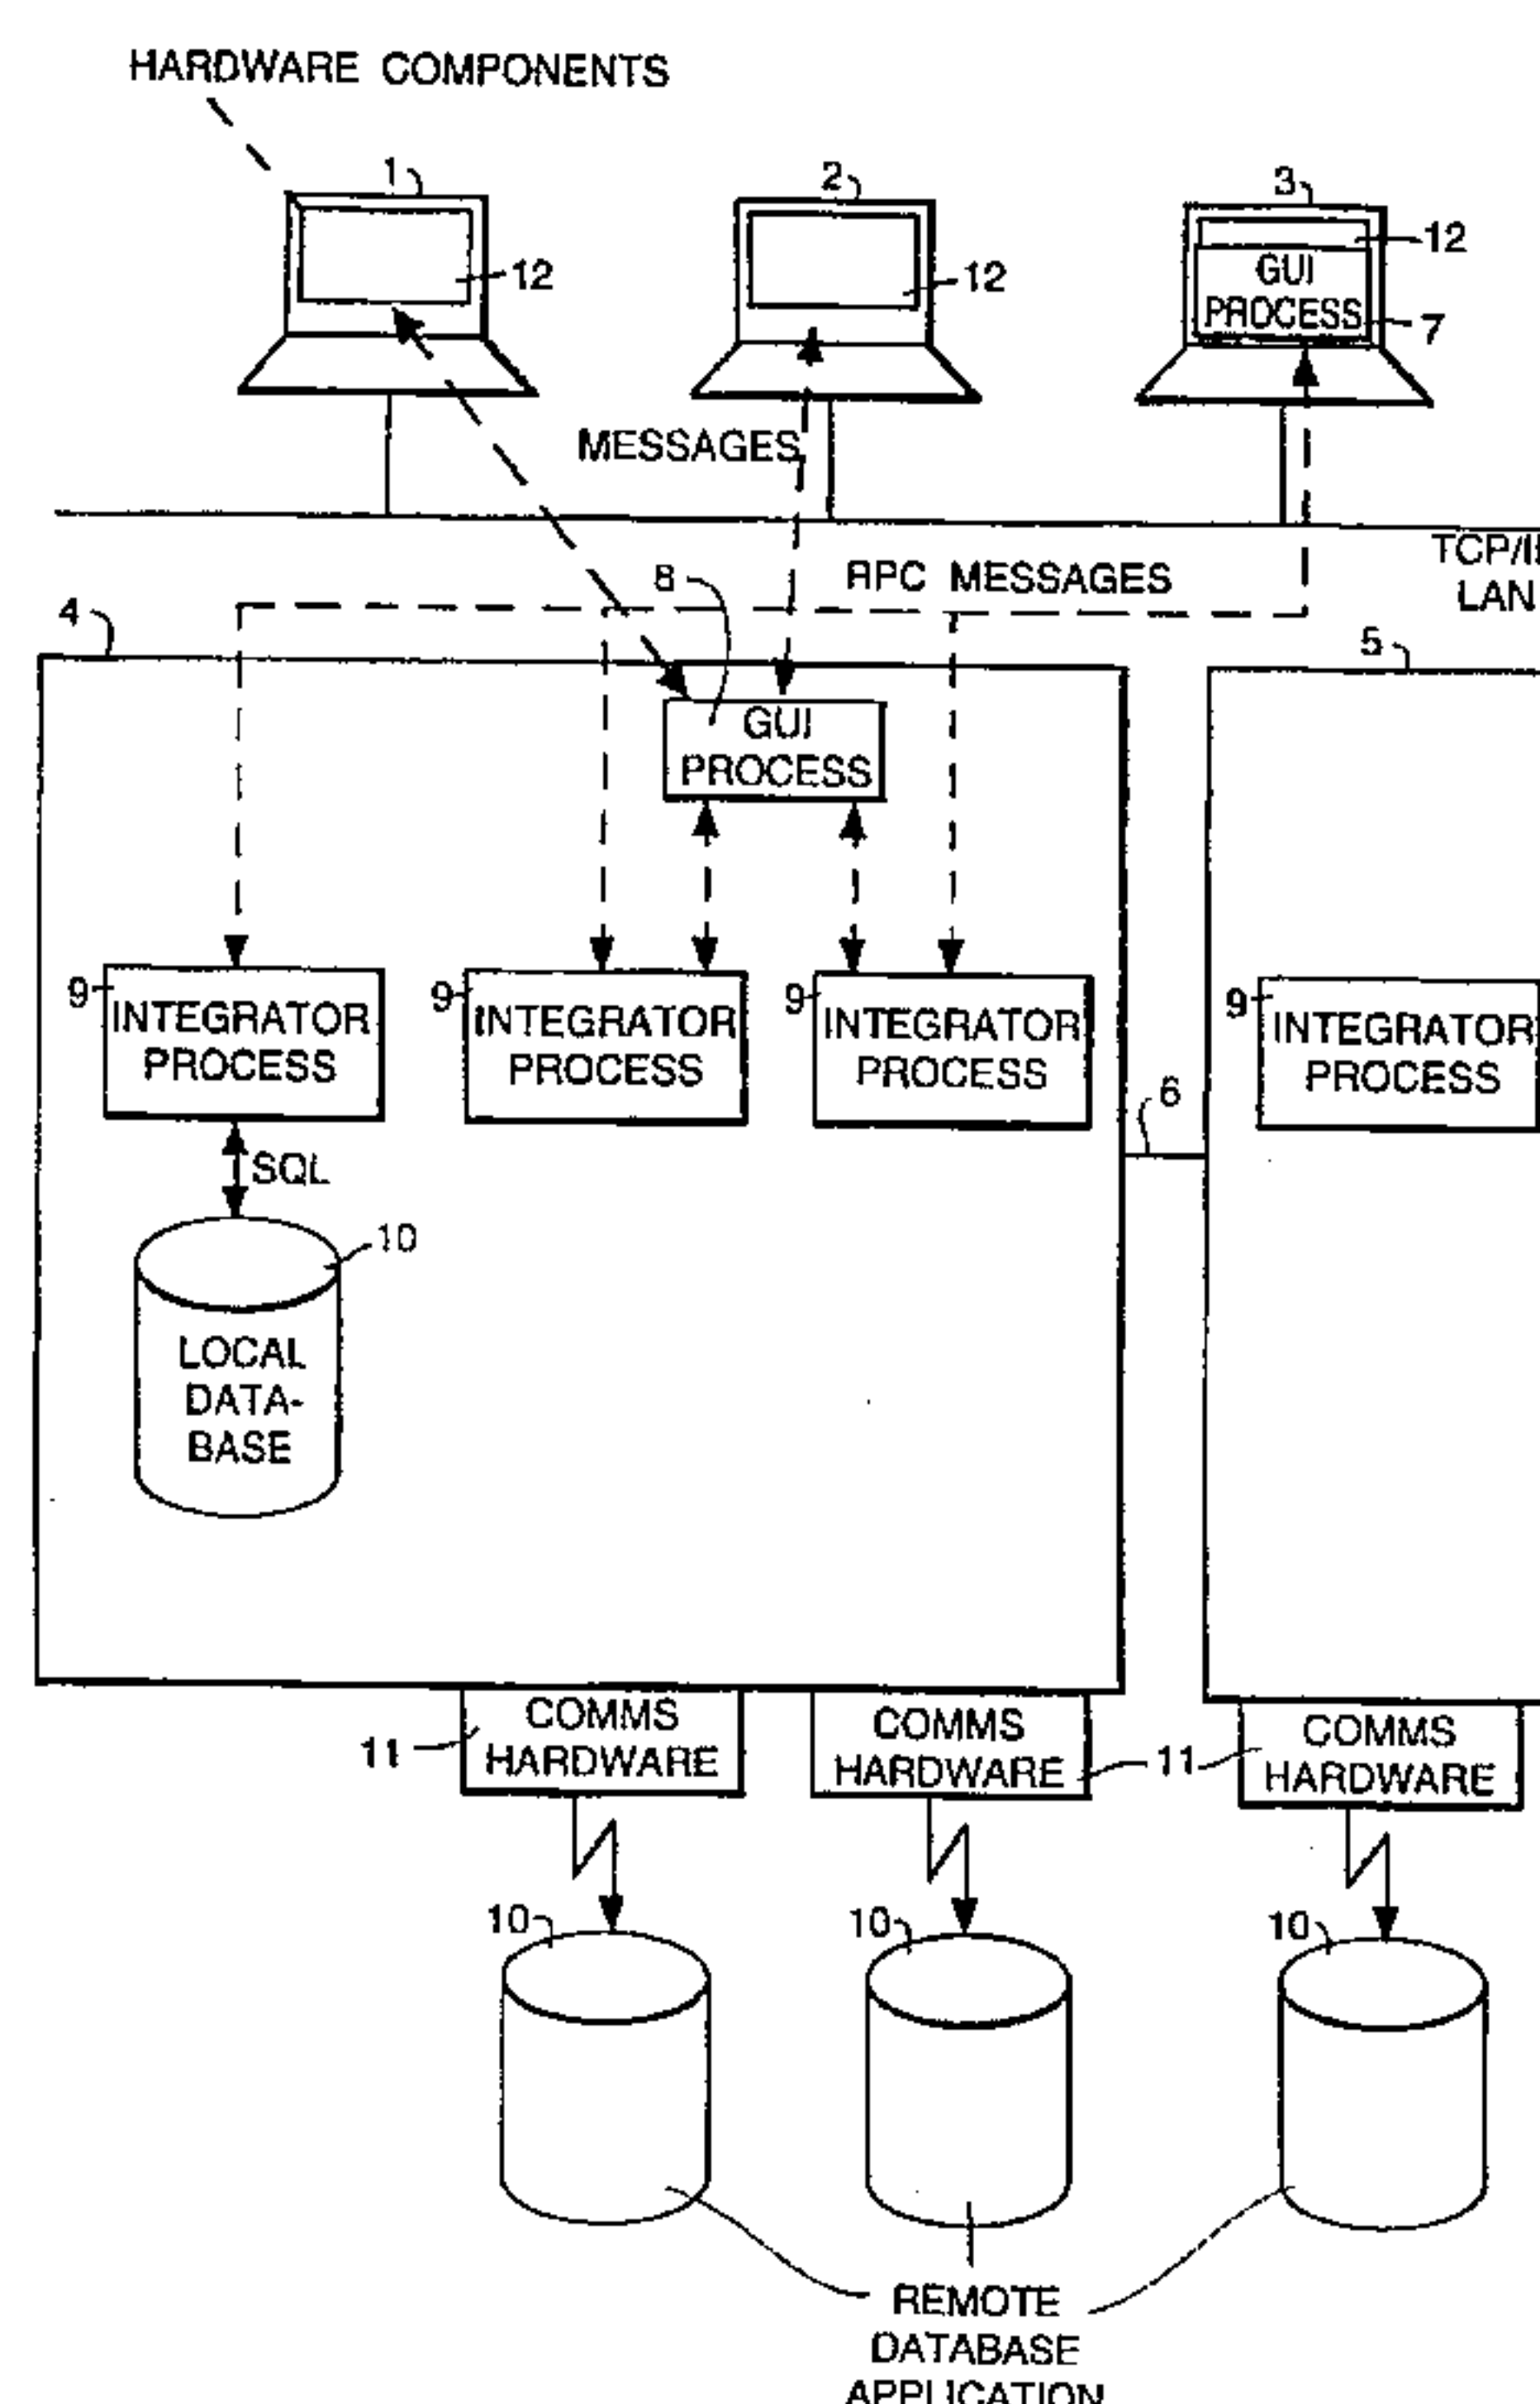 HARDWARE COMPONENTS
1
2
3
12
12
12
GUI
PROCESS
7
MESSAGES
TCP/I
LAN
8
RPC MESSAGES
4
5
GUI
PROCESS
9
INTEGRATOR
PROCESS
9
INTEGRATOR
PROCESS
9
INTEGRATOR
PROCESS
9
INTEGRATOR
PROCESS
6
SQL
10
LOCAL
DATA-
BASE
11
COMMS
HARDWARE
COMMS
HARDWARE
11
COMMS
HARDWARE
10
10
10
REMOTE
DATABASE
APPLICATION